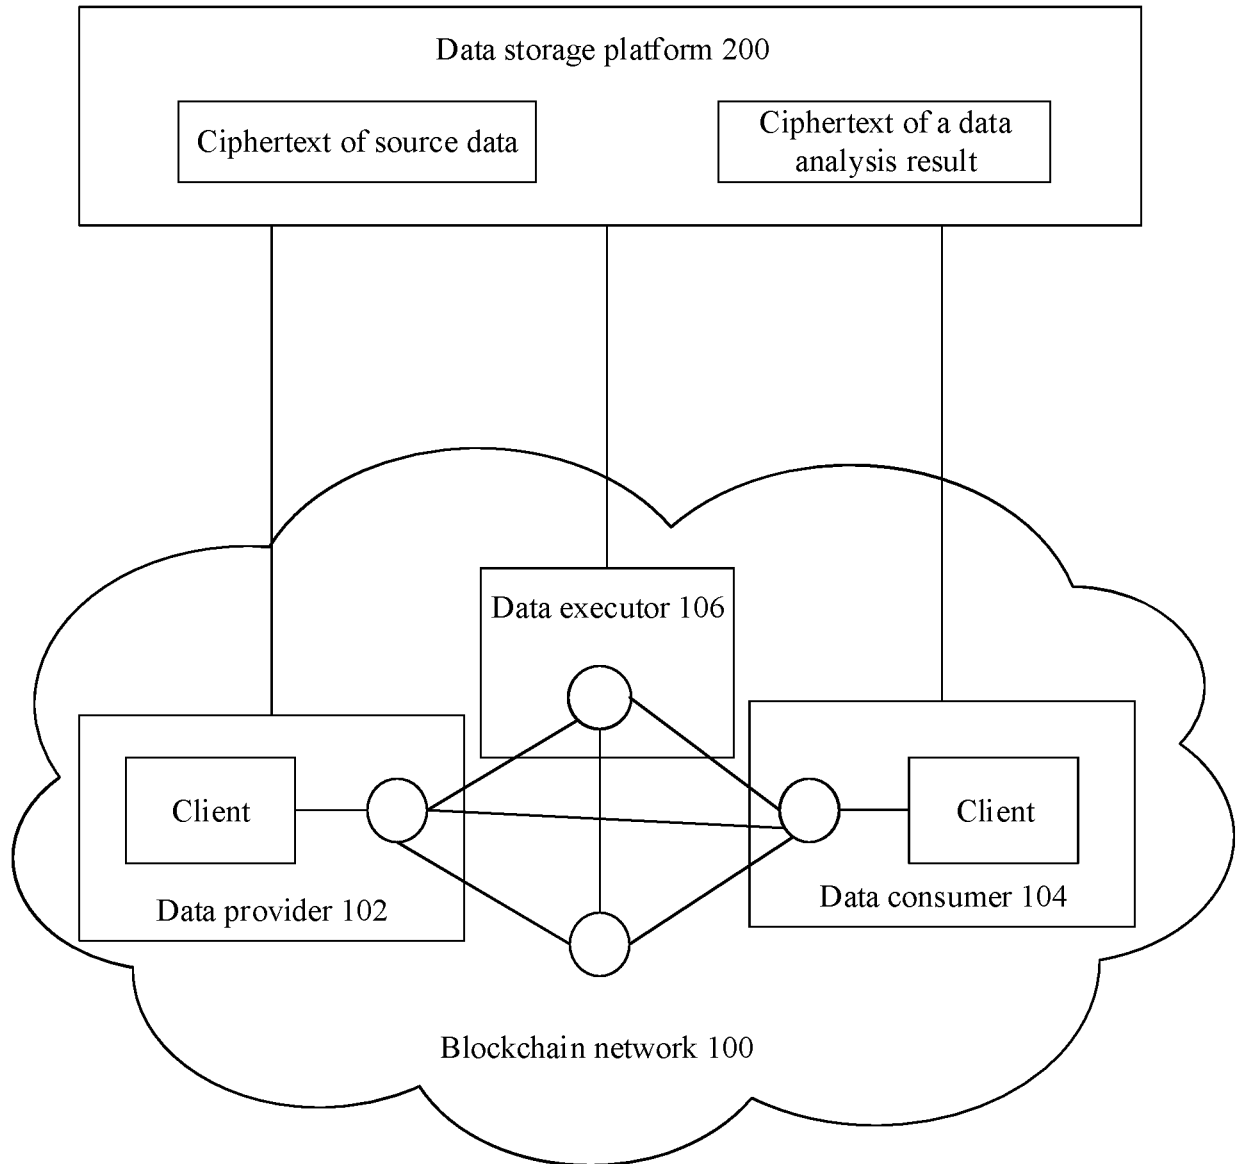 Data storage platform 200
Ciphertext of source data
Ciphertext of a data
analysis result
Data executor 106
Client
Client
Data provider 102
Data consumer 104
Blockchain network 100